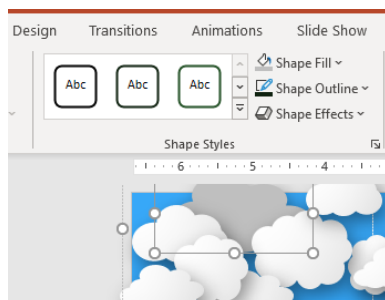 Design Transitions Animations Slide Show
Abc Abc Abc
Shape Fill
Shape Outline
Shape Effects
Shape Styles
6 5 4